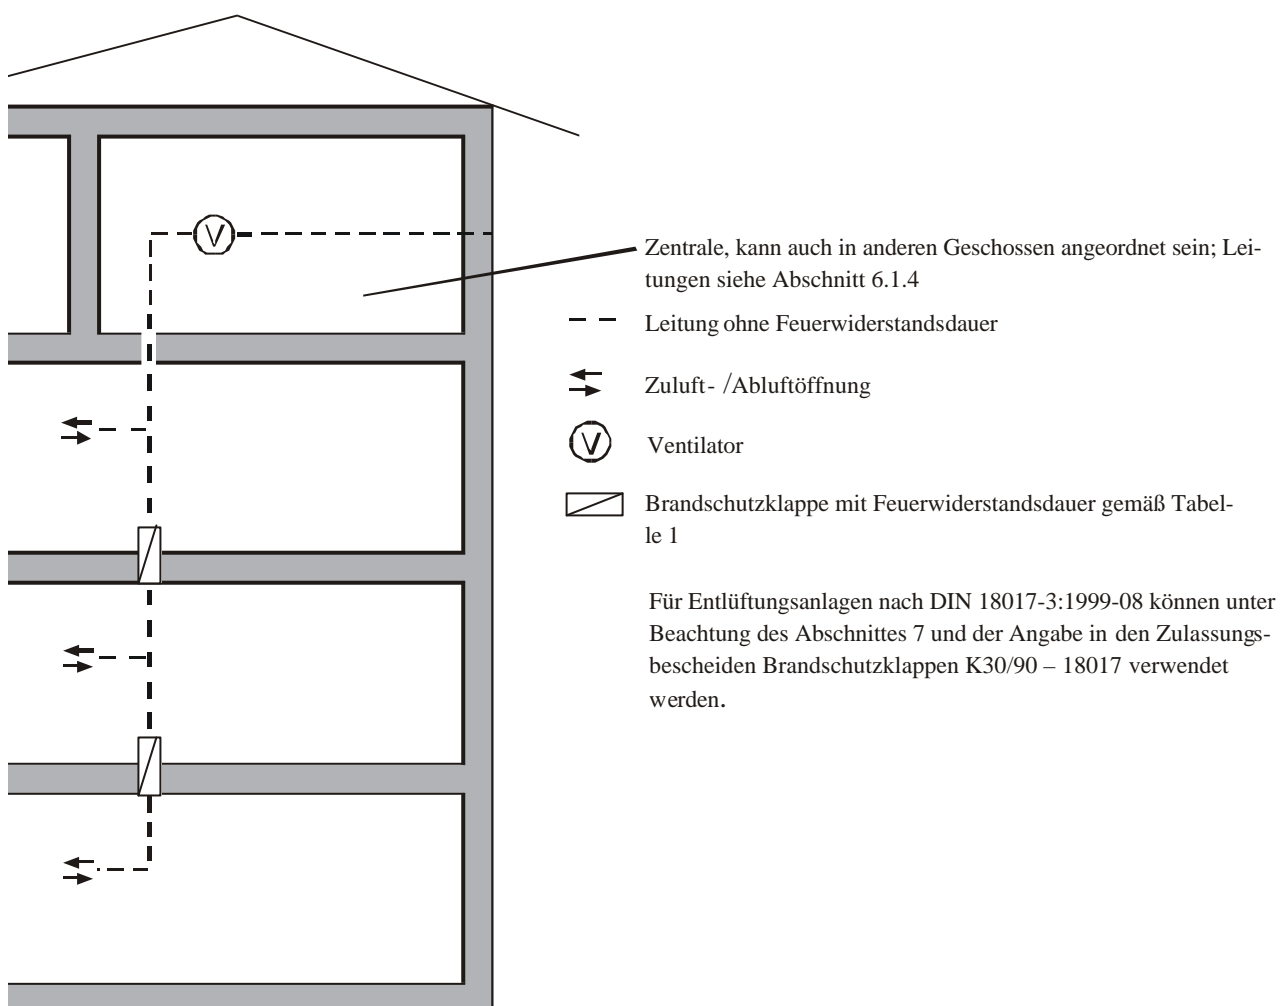 V
Zentrale, kann auch in anderen Geschossen angeordnet sein; Lei-
tungen siehe Abschnitt 6.1.4
Leitung ohne Feuerwiderstandsdauer
Zuluft- /Abluftöffnung
V
Ventilator
Brandschutzklappe mit Feuerwiderstandsdauer gemäß Tabel-
le 1
Für Entlüftungsanlagen nach DIN 18017-3:1999-08 können unter
Beachtung des Abschnittes 7 und der Angabe in den Zulassungs-
bescheiden Brandschutzklappen K30/90 – 18017 verwendet
werden.